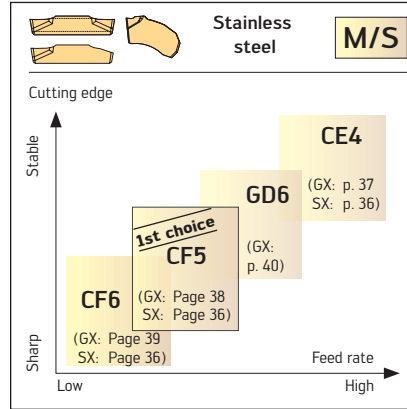 Stainless
steel
M/S
Cutting edge
Stable
Sharp
CE4
(GX: p. 37
SX: p. 36)
GD6
(GX:
p. 40)
1st choice
CF5
(GX: Page 38
SX: Page 36)
CF6
(GX: Page 39
SX: Page 36)
Feed rate
Low
High